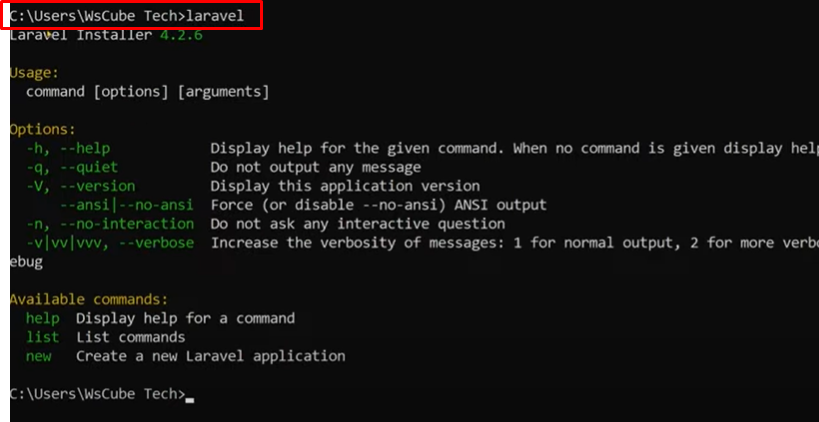 C:\Users\WsCube Tech>laravel
Laravel Installer 4.2.6
Usage:
command [options] [arguments]
Options:
-h, --help Display help for the given command. When no command is given display help
-q, --quiet Do not output any message
-V, --version Display this application version
--ansi|--no-ansi Force (or disable --no-ansi) ANSI output
-n, --no-interaction Do not ask any interactive question
-v|vv|vvv, --verbose Increase the verbosity of messages: 1 for normal output, 2 for more verbo
ebug
Available commands:
help Display help for a command
list List commands
new Create a new Laravel application
C:\Users\WsCube Tech>_